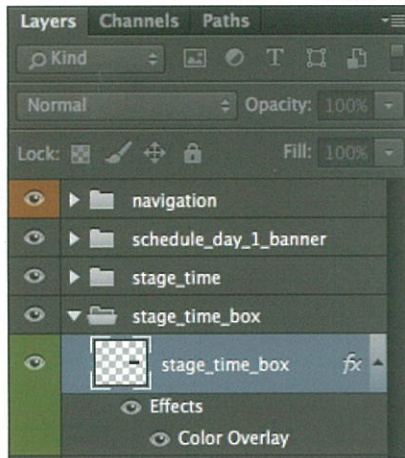 Layers Channels Paths
Kind T
Normal Opacity: 100%
Lock: Fill: 100%
navigation
schedule_day_1_banner
stage_time
stage_time_box
stage_time_box fx
Effects
Color Overlay